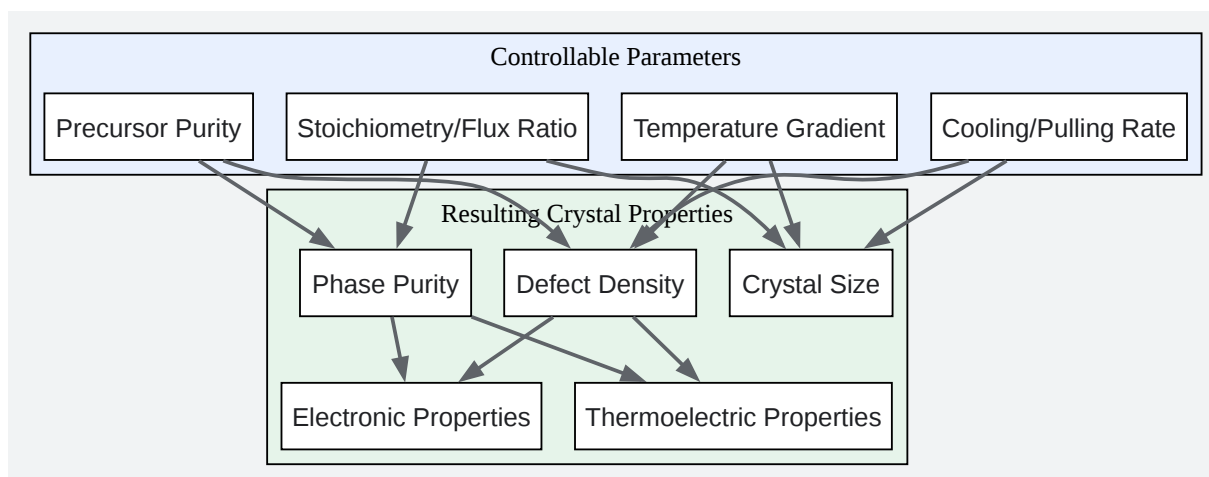 Controllable Parameters
Precursor Purity
Stoichiometry/Flux Ratio
Temperature Gradient
Cooling/Pulling Rate
Resulting Crystal Properties
Phase Purity
Defect Density
Crystal Size
Electronic Properties
Thermoelectric Properties